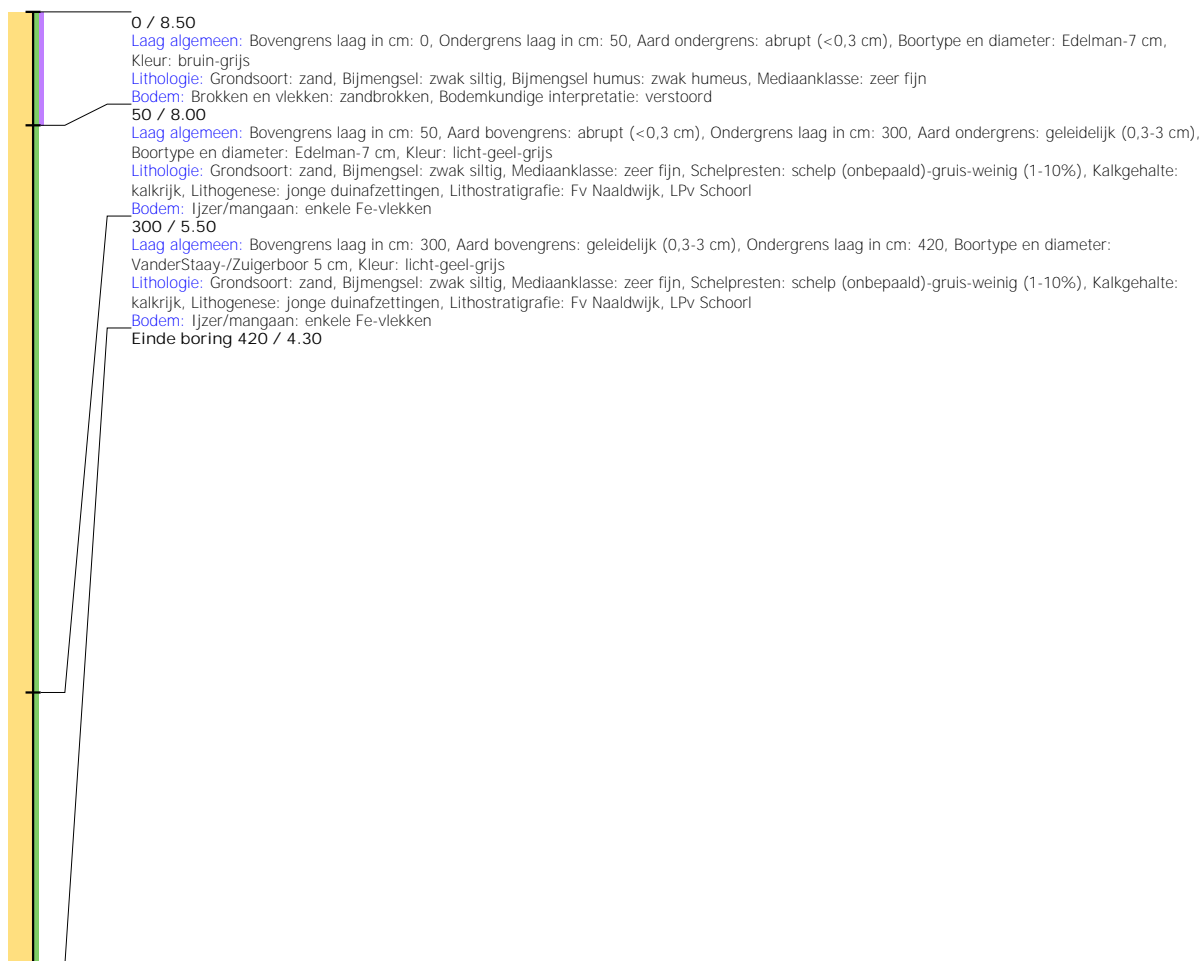 0 / 8.50
Laag algemeen: Bovengrens laag in cm: 0, Ondergrens laag in cm: 50, Aard ondergrens: abrupt (<0,3 cm), Boortype en diameter: Edelman-7 cm,
Kleur: bruin-grijs
Lithologie: Grondsoort: zand, Bijmengsel: zwak siltig, Bijmengsel humus: zwak humeus, Mediaanklasse: zeer fijn
Bodem: Brokken en vlekken: zandbrokken, Bodemkundige interpretatie: verstoord
50 / 8.00
Laag algemeen: Bovengrens laag in cm: 50, Aard bovengrens: abrupt (<0,3 cm), Ondergrens laag in cm: 300, Aard ondergrens: geleidelijk (0,3-3 cm),
Boortype en diameter: Edelman-7 cm, Kleur: licht-geel-grijs
Lithologie: Grondsoort: zand, Bijmengsel: zwak siltig, Mediaanklasse: zeer fijn, Schelpresten: schelp (onbepaald)-gruis-weinig (1-10%), Kalkgehalte:
kalkrijk, Lithogenese: jonge duinafzettingen, Lithostratigrafie: Fv Naaldwijk, LPv Schoorl
Bodem: Ijzer/mangaan: enkele Fe-vlekken
300 / 5.50
Laag algemeen: Bovengrens laag in cm: 300, Aard bovengrens: geleidelijk (0,3-3 cm), Ondergrens laag in cm: 420, Boortype en diameter:
VanderStaay-/Zuigerboor 5 cm, Kleur: licht-geel-grijs
Lithologie: Grondsoort: zand, Bijmengsel: zwak siltig, Mediaanklasse: zeer fijn, Schelpresten: schelp (onbepaald)-gruis-weinig (1-10%), Kalkgehalte:
kalkrijk, Lithogenese: jonge duinafzettingen, Lithostratigrafie: Fv Naaldwijk, LPv Schoorl
Bodem: Ijzer/mangaan: enkele Fe-vlekken
Einde boring 420 / 4.30